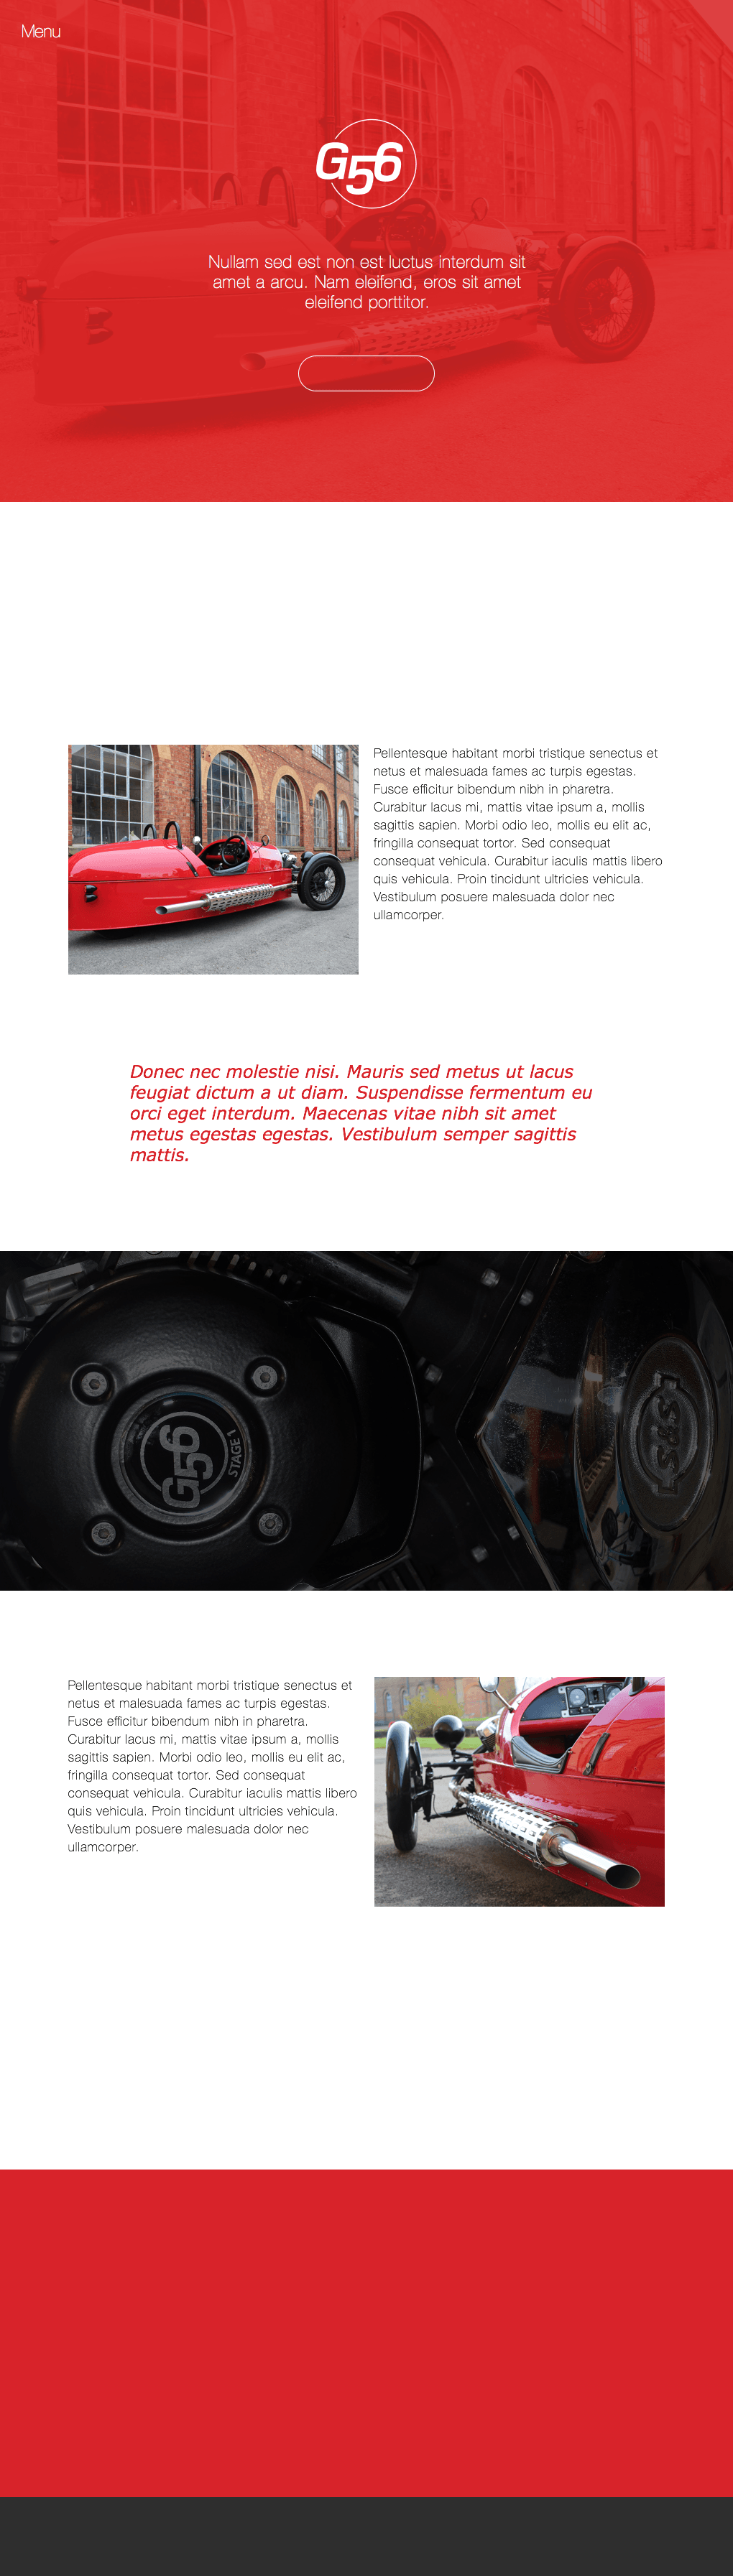 Menu
G56
Nullam sed est non est luctus interdum sit
amet a arcu. Nam eleifend, eros sit amet
eleifend porttitor.
Pellentesque habitant morbi tristique senectus et
netus et malesuada fames ac turpis egestas.
Fusce efficitur bibendum nibh in pharetra.
Curabitur lacus mi, mattis vitae ipsum a, mollis
sagittis sapien. Morbi odio leo, mollis eu elit ac,
fringilla consequat tortor. Sed consequat
consequat vehicula. Curabitur iaculis mattis libero
quis vehicula. Proin tincidunt ultricies vehicula.
Vestibulum posuere malesuada dolor nec
ullamcorper.
Donec nec molestie nisi. Mauris sed metus ut lacus
feugiat dictum a ut diam. Suspendisse fermentum eu
orci eget interdum. Maecenas vitae nibh sit amet
metus egestas egestas. Vestibulum semper sagittis
mattis.
G56
STAGE 1
S&S
Pellentesque habitant morbi tristique senectus et
netus et malesuada fames ac turpis egestas.
Fusce efficitur bibendum nibh in pharetra.
Curabitur lacus mi, mattis vitae ipsum a, mollis
sagittis sapien. Morbi odio leo, mollis eu elit ac,
fringilla consequat tortor. Sed consequat
consequat vehicula. Curabitur iaculis mattis libero
quis vehicula. Proin tincidunt ultricies vehicula.
Vestibulum posuere malesuada dolor nec
ullamcorper.